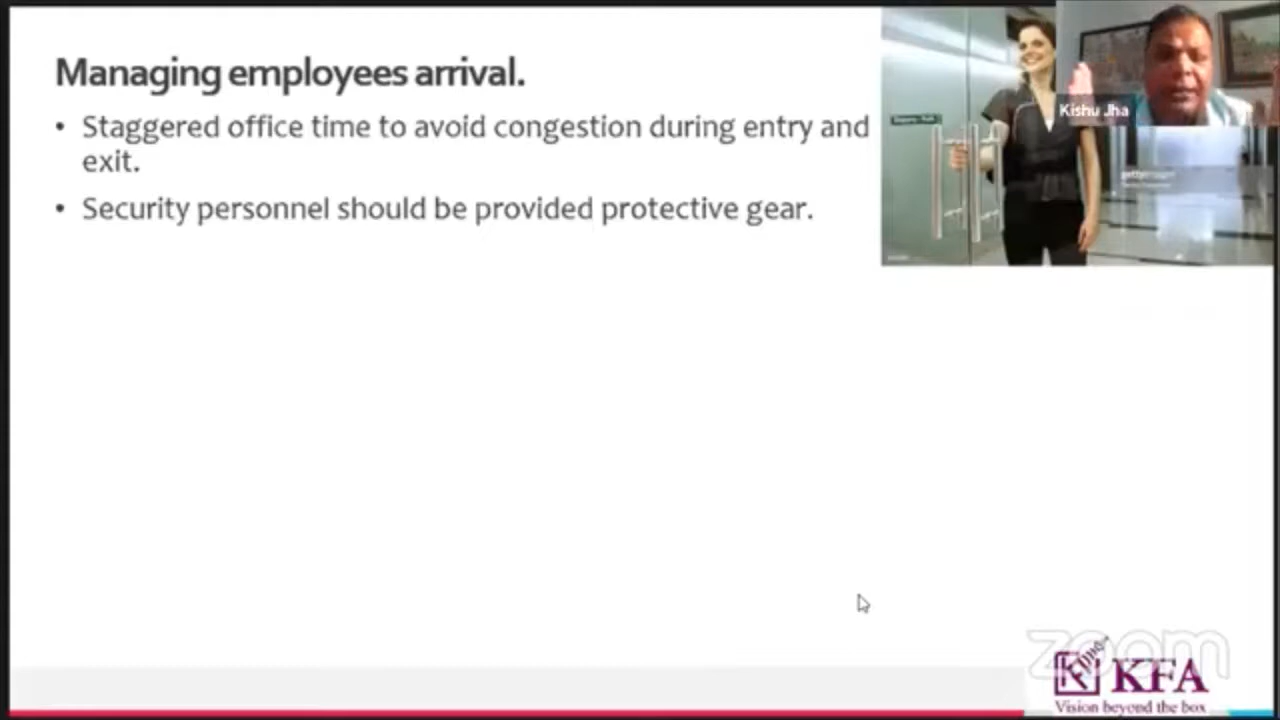 Managing employees arrival.
• Staggered office time to avoid congestion during entry and
exit.
• Security personnel should be provided protective gear.
Kishu Jha
zoom
KFA
Vision beyond the box